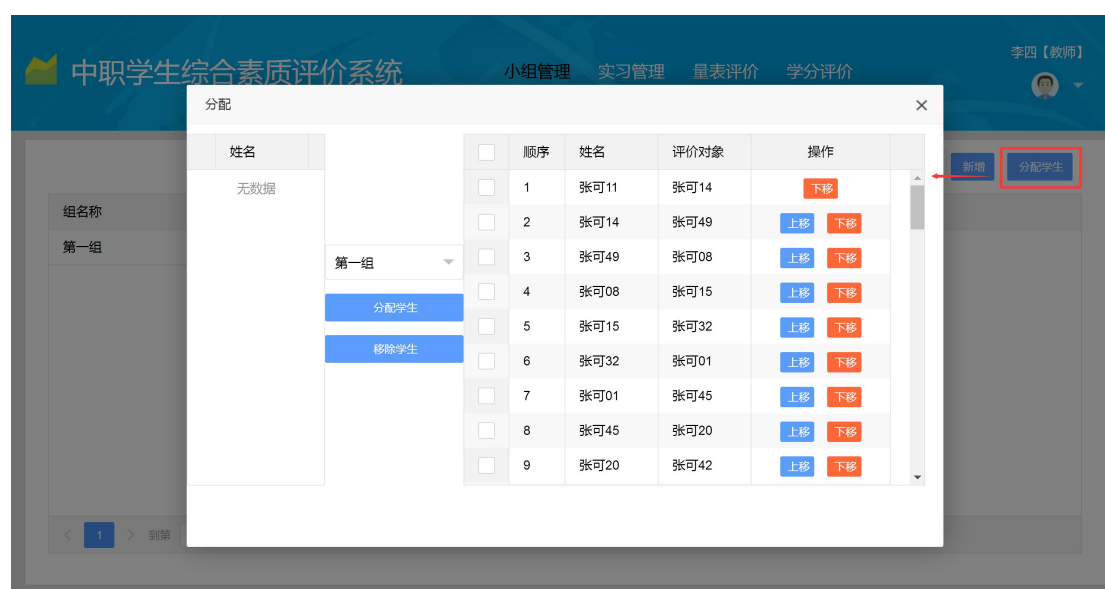 李四【教师】
中职学生综合素质评价系统 小组管理 实习管理 量表评价 学分评价
分配 ×
新增 分配学生
组名称
第一组
姓名
无数据
第一组
分配学生
移除学生
顺序 姓名 评价对象 操作
1 张可11 张可14 下移
2 张可14 张可49 上移 下移
3 张可49 张可08 上移 下移
4 张可08 张可15 上移 下移
5 张可15 张可32 上移 下移
6 张可32 张可01 上移 下移
7 张可01 张可45 上移 下移
8 张可45 张可20 上移 下移
9 张可20 张可42 上移 下移
< 1 > 到第